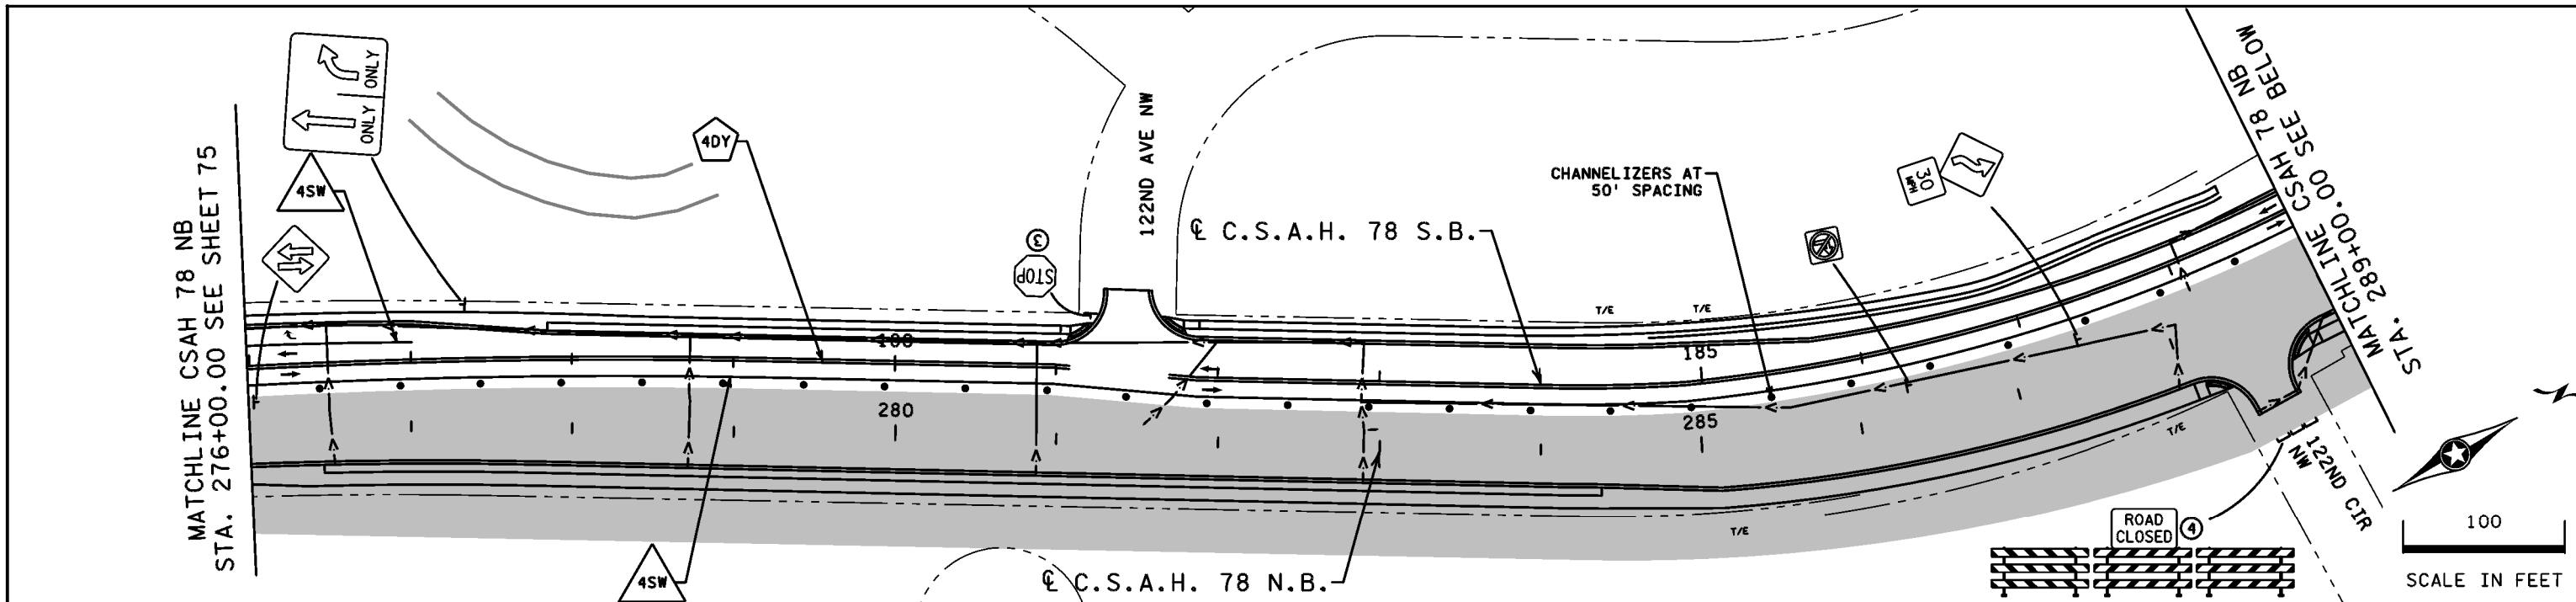 MATCHLINE CSAH 78 NB
STA. 276+00.00 SEE SHEET 75
ONLY
ONLY
4SW
4DY
3
STOP
122ND AVE NW
℄ C.S.A.H. 78 S.B.
CHANNELIZERS AT
50' SPACING
30
MPH
MATCHLINE CSAH 78 NB
STA. 289+00.00 SEE BELOW
T/E
T/E
180
185
280
285
T/E
T/E
4SW
℄ C.S.A.H. 78 N.B.
122ND CIR
NW
ROAD
CLOSED
4
100
SCALE IN FEET